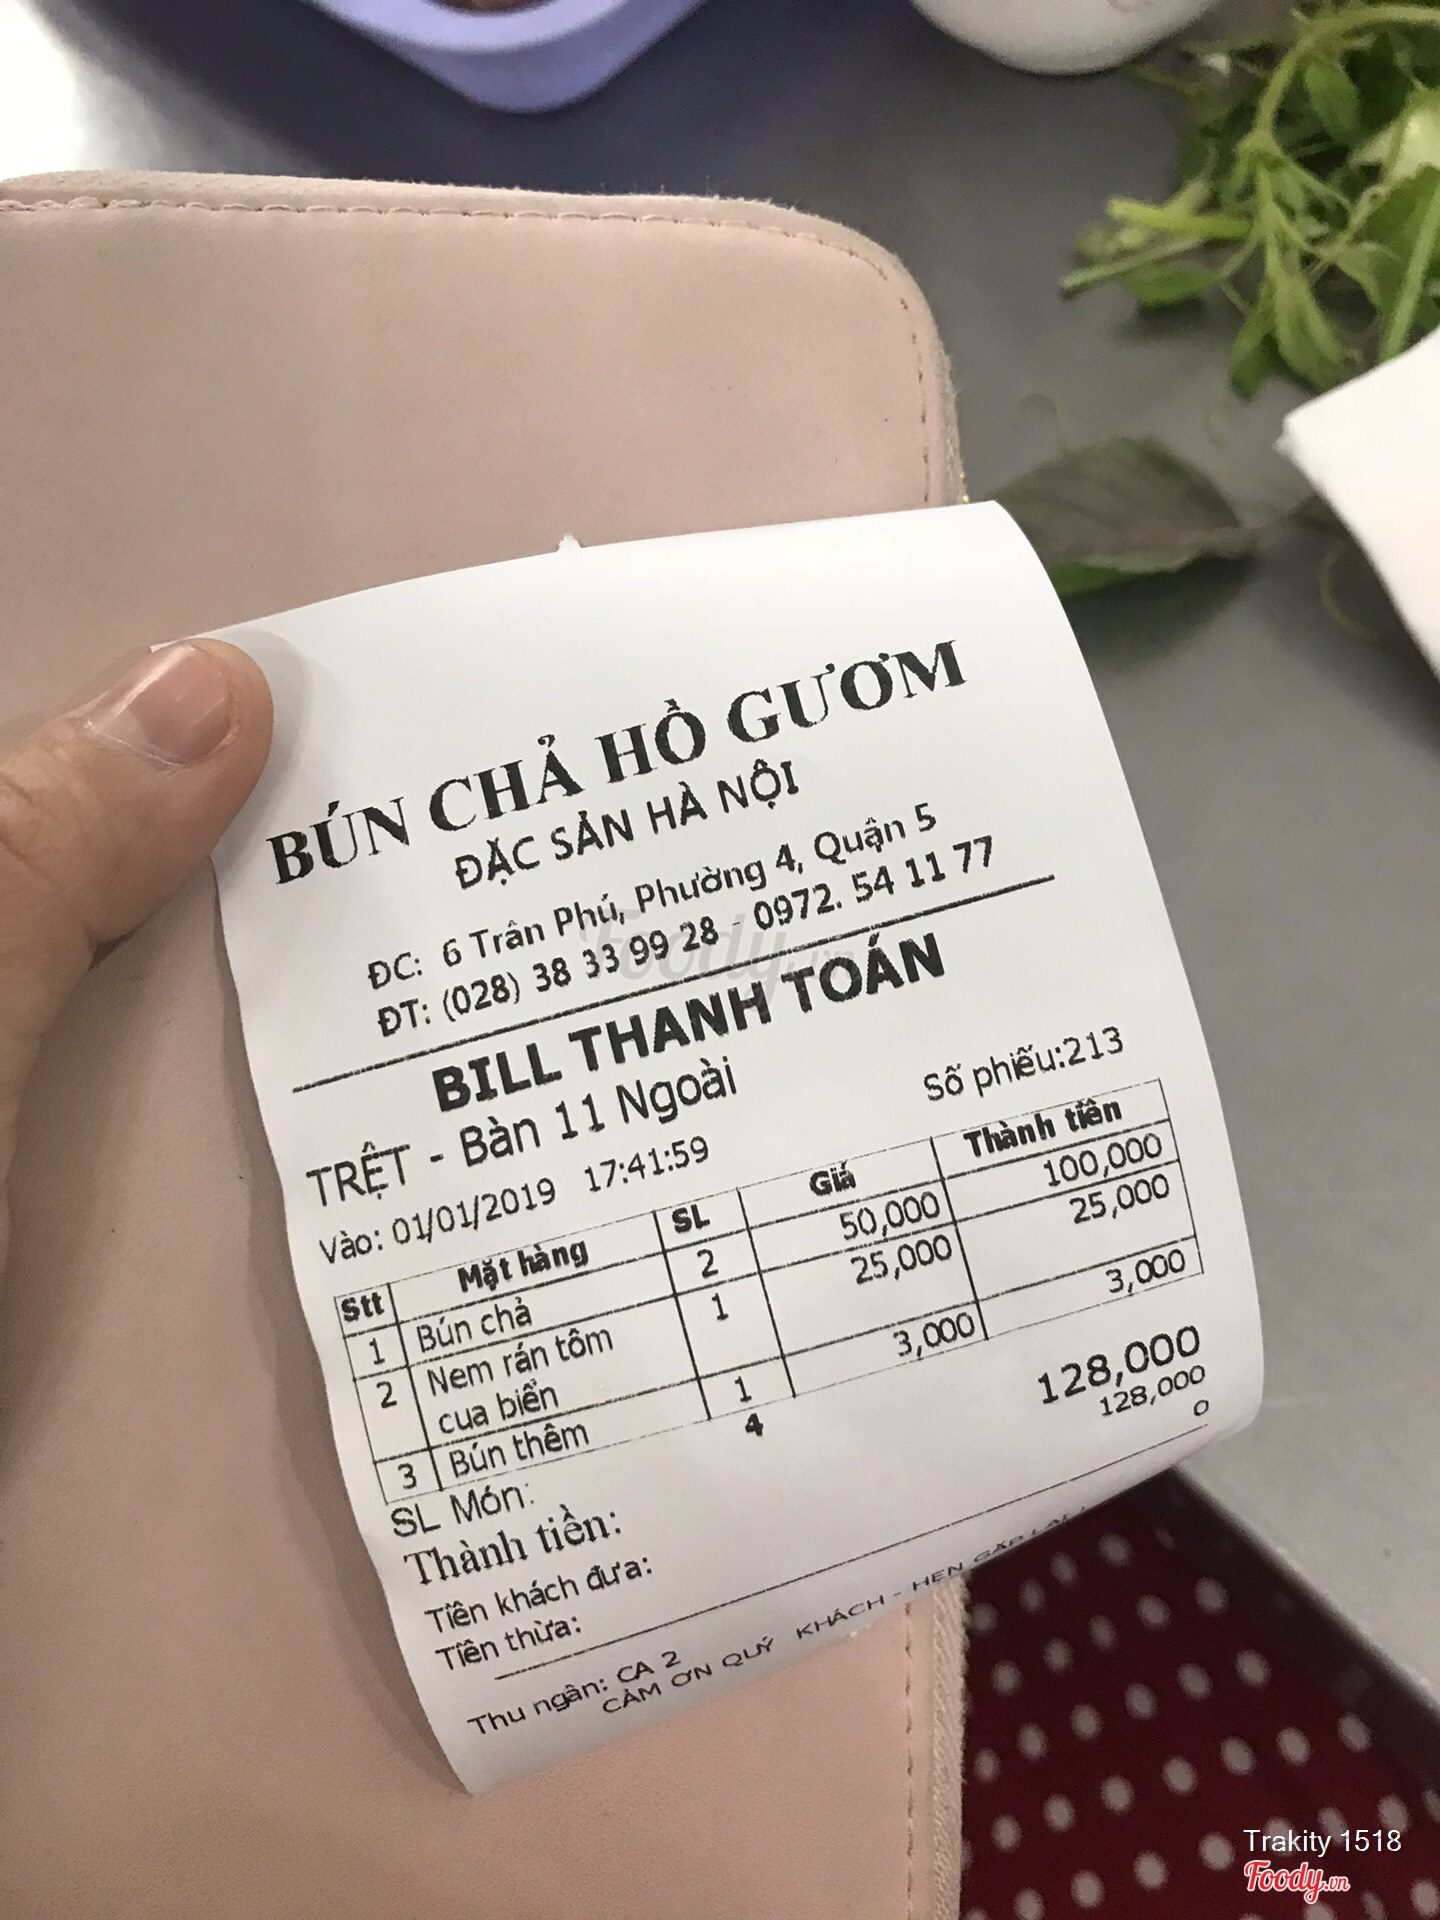 BÚN CHẢ HỒ GƯƠM
ĐẶC SẢN HÀ NỘI
ĐC: 6 Trần Phú, Phường 4, Quận 5
ĐT: (028) 38 33 99 28 - 0972. 54 11 77
BILL THANH TOÁN
TRỆT - Bàn 11 Ngoài
Số phiếu:213
Vào: 01/01/2019 17:41:59
Stt Mặt hàng SL Giá Thành tiền
1 Bún chả 2 50,000 100,000
2 Nem rán tôm cua biển 1 25,000 25,000
3 Bún thêm 1 3,000 3,000
SL Món: 4
Thành tiền: 128,000
Tiền khách đưa: 128,000
Tiền thừa: 0
Thu ngân: CA 2
CẢM ƠN QUÝ KHÁCH - HẸN GẶP LẠI
Foody.vn
Trakity 1518
Foody.vn